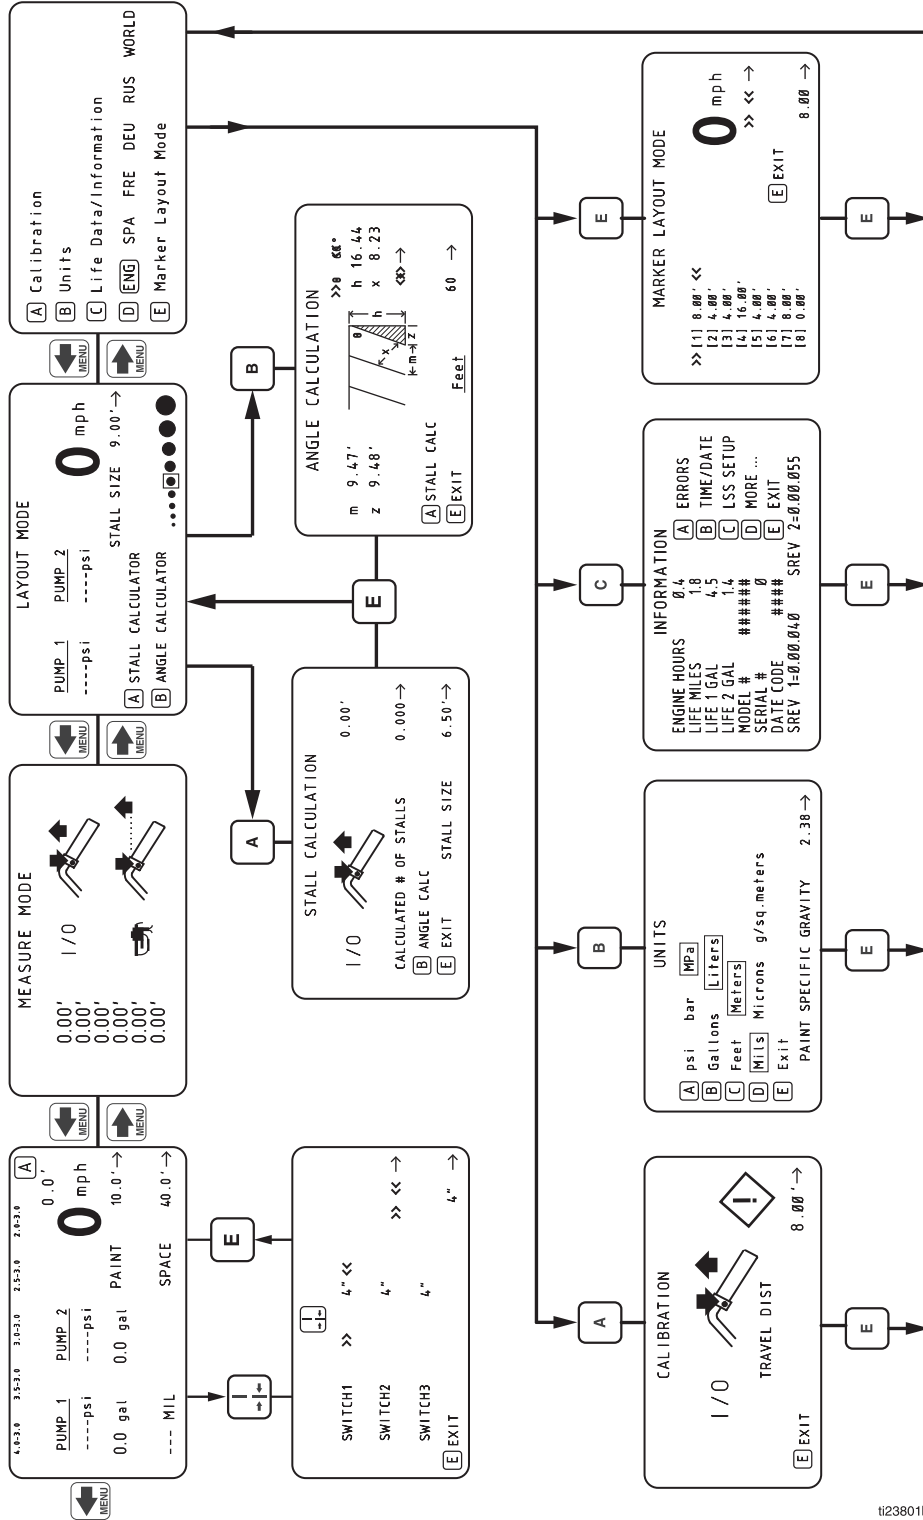 MENU
4.0-3.0 3.5-3.0 3.0-3.0 2.5-3.0 2.0-3.0
A
PUMP 1 PUMP 2 0.0'
----psi ----psi 0 mph
0.0 gal 0.0 gal PAINT 10.0'→
--- MIL SPACE 40.0'→
MENU
MENU
E
SWITCH1 >> 4" <<
SWITCH2 4" >> << →
SWITCH3 4"
E EXIT 4" →
MEASURE MODE
0.00'
0.00'
0.00'
0.00'
0.00'
0.00'
I/O
MENU
MENU
LAYOUT MODE
PUMP 1 PUMP 2
----psi ----psi 0 mph
STALL SIZE 9.00'→
A STALL CALCULATOR
B ANGLE CALCULATOR
MENU
MENU
A Calibration
B Units
C Life Data/Information
D ENG SPA FRE DEU RUS WORLD
E Marker Layout Mode
A
E
B
STALL CALCULATION
I/O 0.00'
CALCULATED # OF STALLS 0.000→
B ANGLE CALC
E EXIT STALL SIZE 6.50'→
ANGLE CALCULATION
m 9.47'
z 9.48'
θ h x m z
h 16.44
x 8.23
A STALL CALC
E EXIT Feet 60 →
A
B
C
E
CALIBRATION
I/O
!
TRAVEL DIST 8.00'→
E EXIT
UNITS
A psi bar MPa
B Gallons Liters
C Feet Meters
D Mils Microns g/sq.meters
E Exit
PAINT SPECIFIC GRAVITY 2.38→
INFORMATION
ENGINE HOURS 0.4 A ERRORS
LIFE MILES 1.8 B TIME/DATE
LIFE 1 GAL 4.5 C LSS SETUP
LIFE 2 GAL 1.4 D MORE ...
MODEL # ###### E EXIT
SERIAL # 0
DATE CODE ####
SREV 1=0.00.040 SREV 2=0.00.055
MARKER LAYOUT MODE
>> [1] 8.00' <<
[2] 4.00'
[3] 4.00'
[4] 16.00'
[5] 4.00'
[6] 4.00'
[7] 8.00'
[8] 0.00'
0 mph
>> << →
E EXIT
8.00 →
E
E
E
E